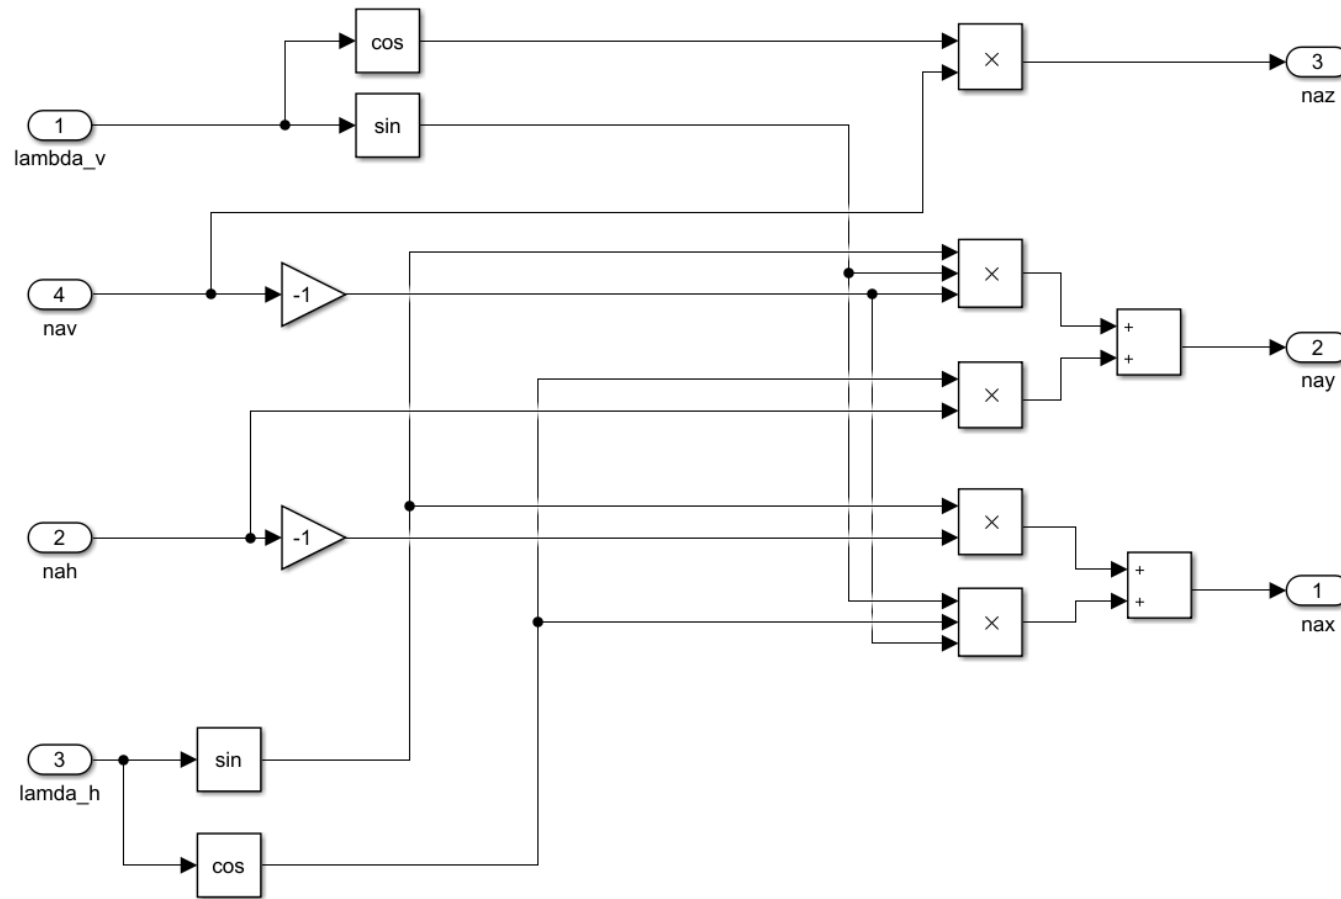 cos
×
3
naz
1
lambda_v
sin
4
nav
-1
×
+
+
2
nay
×
2
nah
-1
×
+
+
1
nax
×
3
lamda_h
sin
cos